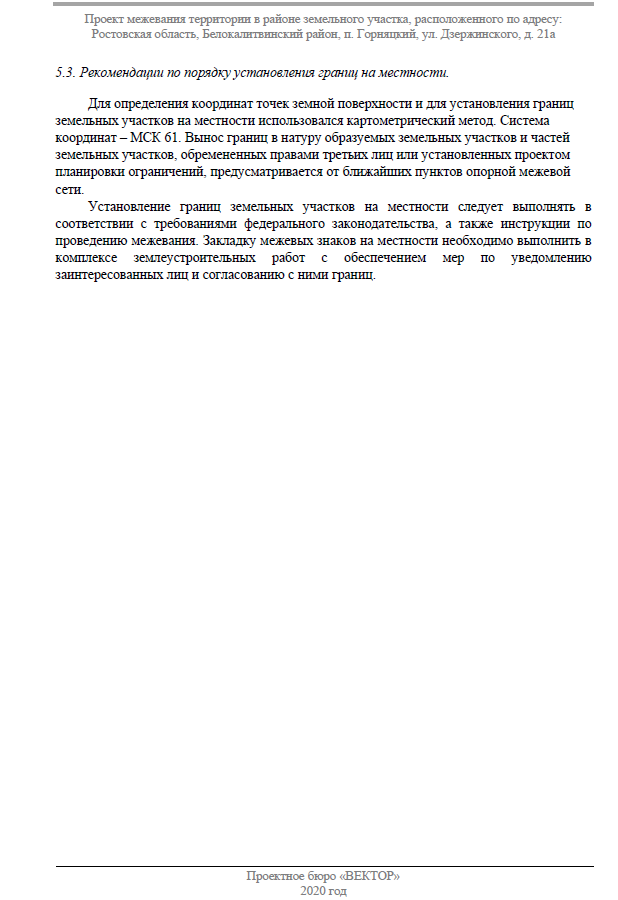 Проект межевания территории в районе земельного участка, расположенного по адресу:
Ростовская область, Белокалитвинский район, п. Горняцкий, ул. Дзержинского, д. 21а
5.3. Рекомендации по порядку установления границ на местности.
Для определения координат точек земной поверхности и для установления границ
земельных участков на местности использовался картометрический метод. Система
координат – МСК 61. Вынос границ в натуру образуемых земельных участков и частей
земельных участков, обремененных правами третьих лиц или установленных проектом
планировки ограничений, предусматривается от ближайших пунктов опорной межевой
сети.
Установление границ земельных участков на местности следует выполнять в
соответствии с требованиями федерального законодательства, а также инструкции по
проведению межевания. Закладку межевых знаков на местности необходимо выполнить в
комплексе землеустроительных работ с обеспечением мер по уведомлению
заинтересованных лиц и согласованию с ними границ.
Проектное бюро «ВЕКТОР»
2020 год